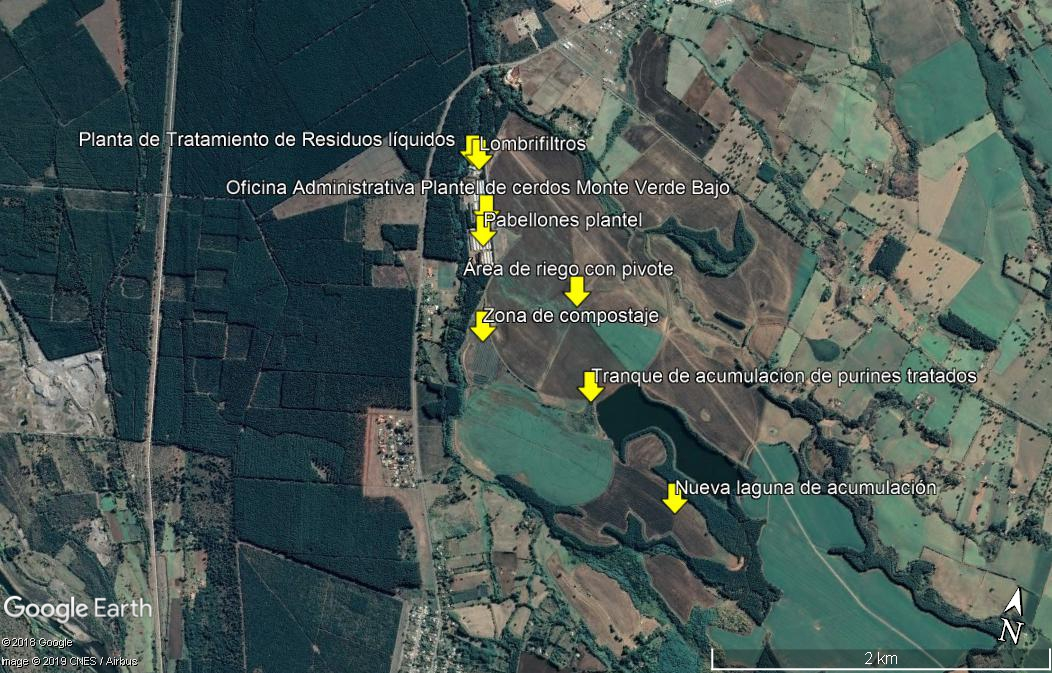 Planta de Tratamiento de Residuos líquidos
Lombrifiltros
Oficina Administrativa Plantel de cerdos Monte Verde Bajo
Pabellones plantel
Área de riego con pivote
Zona de compostaje
Tranque de acumulacion de purines tratados
Nueva laguna de acumulación
Google Earth
©2018 Google
mage © 2019 CNES / Airbus
N
2 km